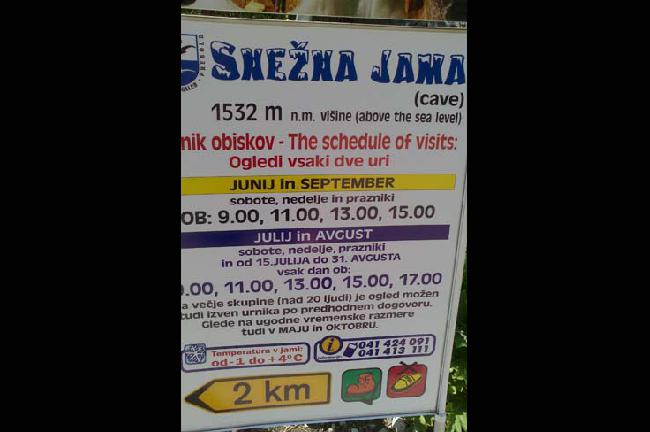 PREBOLD
SNEŽNA JAMA
(cave)
1532 m n.m. višine (above the sea level)
nik obiskov - The schedule of visits:
Ogledi vsaki dve uri
JUNIJ in SEPTEMBER
sobote, nedelje in prazniki
OB: 9.00, 11.00, 13.00, 15.00
JULIJ in AVGUST
sobote, nedelje, prazniki
in od 15.JULIJA do 31. AVGUSTA
vsak dan ob:
.00, 11.00, 13.00, 15.00, 17.00
a večje skupine (nad 20 ljudi) je ogled možen
tudi izven urnika po predhodnem dogovoru.
Glede na ugodne vremenske razmere
tudi v MAJU in OKTOBRU.
Temperatura v jami:
od -1 do +4°C
i
041 424 091
041 413 111
2 km